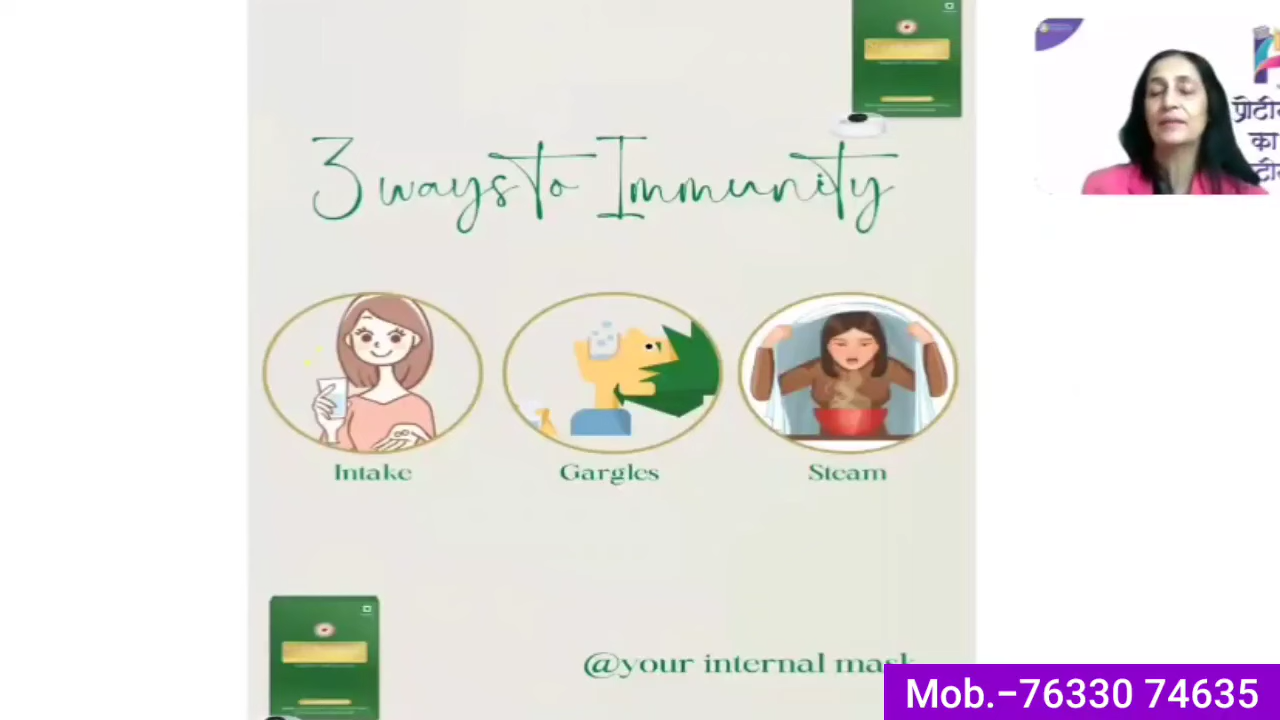 3 ways to Immunity
Intake
Gargles
Steam
@your internal mask
का
Mob.-76330 74635